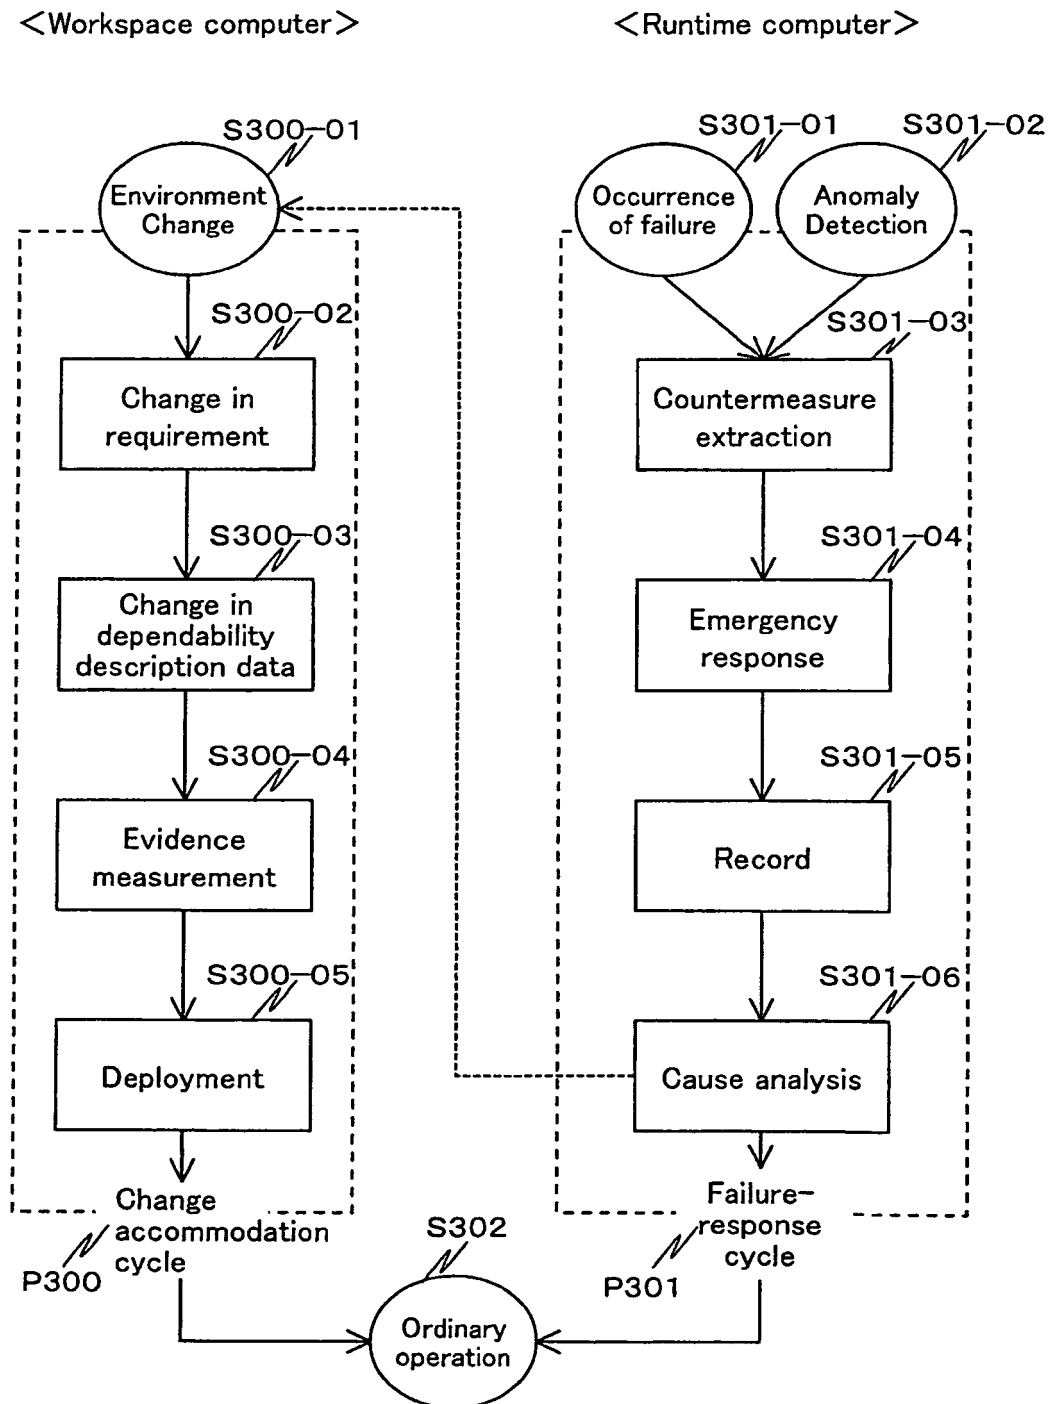 <Workspace computer>
<Runtime computer>
S300-01
S301-01
S301-02
Environment
Change
Occurrence
of failure
Anomaly
Detection
S300-02
S301-03
Change in
requirement
Countermeasure
extraction
S300-03
S301-04
Change in
dependability
description data
Emergency
response
S300-04
S301-05
Evidence
measurement
Record
S300-05
S301-06
Deployment
Cause analysis
Change
accommodation
cycle
P300
Failure-
response
cycle
P301
S302
Ordinary
operation